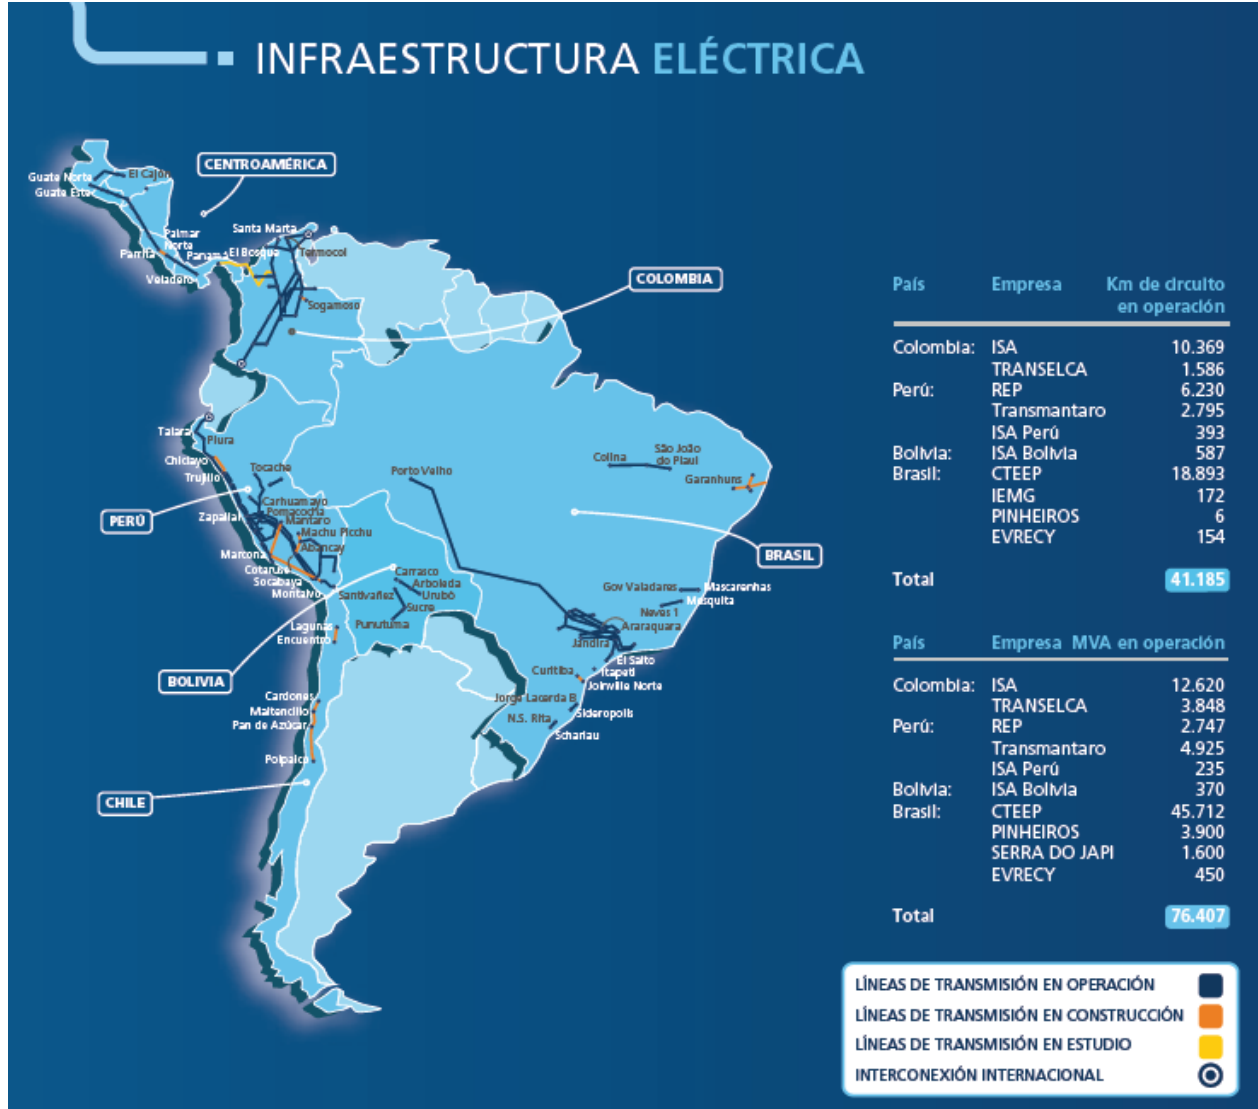 INFRAESTRUCTURA ELÉCTRICA
CENTROAMÉRICA
Guate Norte
El Cajón
Guate Este
Palmar
Norte
Parrita
Panamá
Veladero
Santa Marta
El Bosque
Termocol
Sogamoso
COLOMBIA
Talara
Piura
Chiclayo
Trujillo
Tocache
Carhuamayo
Pomacocha
Zapallal
Mantaro
Machu Picchu
Abancay
Marcona
Cotaruse
Socabaya
Montalvo
PERÚ
Porto Velho
Colina
São João
do Piauí
Garanhuns
BRASIL
Carrasco
Arboleda
Urubó
Santivañez
Sucre
Punutuma
Lagunas
Encuentro
BOLIVIA
Gov Valadares
Mascarenhas
Mesquita
Neves 1
Araraquara
Jandira
El Salto
Itapeti
Curitiba
Joinville Norte
Jorge Lacerda B
Sideropolis
N.S. Rita
Scharlau
Cardones
Maitencillo
Pan de Azúcar
Polpaico
CHILE
País Empresa Km de circuito
en operación
Colombia: ISA 10.369
TRANSELCA 1.586
Perú: REP 6.230
Transmantaro 2.795
ISA Perú 393
Bolivia: ISA Bolivia 587
Brasil: CTEEP 18.893
IEMG 172
PINHEIROS 6
EVRECY 154
Total 41.185
País Empresa MVA en operación
Colombia: ISA 12.620
TRANSELCA 3.848
Perú: REP 2.747
Transmantaro 4.925
ISA Perú 235
Bolivia: ISA Bolivia 370
Brasil: CTEEP 45.712
PINHEIROS 3.900
SERRA DO JAPI 1.600
EVRECY 450
Total 76.407
LÍNEAS DE TRANSMISIÓN EN OPERACIÓN
LÍNEAS DE TRANSMISIÓN EN CONSTRUCCIÓN
LÍNEAS DE TRANSMISIÓN EN ESTUDIO
INTERCONEXIÓN INTERNACIONAL